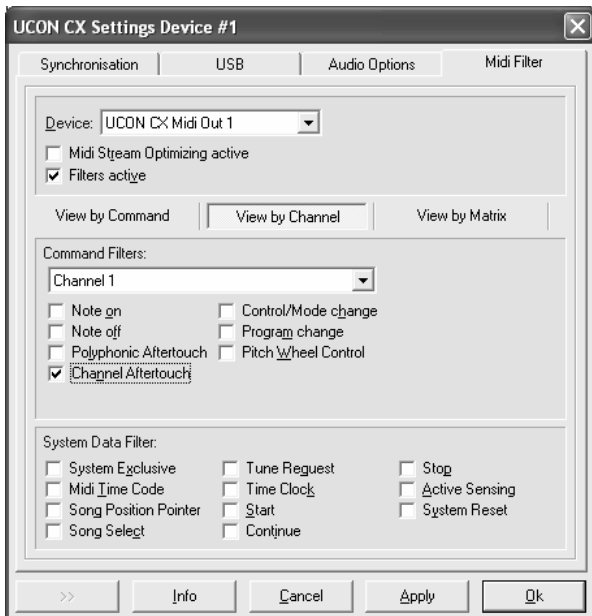 UCON CX Settings Device #1
Synchronisation USB Audio Options Midi Filter
Device: UCON CX Midi Out 1
Midi Stream Optimizing active
Filters active
View by Command View by Channel View by Matrix
Command Filters:
Channel 1
Note on Control/Mode change
Note off Program change
Polyphonic Aftertouch Pitch Wheel Control
Channel Aftertouch
System Data Filter:
System Exclusive Tune Request Stop
Midi Time Code Time Clock Active Sensing
Song Position Pointer Start System Reset
Song Select Continue
>> Info Cancel Apply Ok